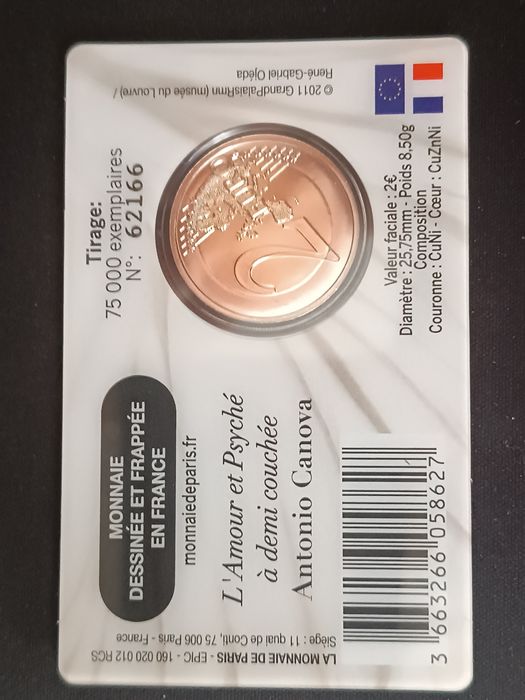 Tirage:
75 000 exemplaires
N°: 62166
MONNAIE
DESSINÉE ET FRAPPÉE
EN FRANCE
monnaiedeparis.fr
L'Amour et Psyché
à demi couchée
Antonio Canova
2
Valeur faciale : 2€
Diamètre : 25,75mm - Poids 8,50g
Composition
Couronne : CuNi - Cœur : CuZnNi
3 663266 058627
© 2011 GrandPalaisRmn (musée du Louvre) /
René-Gabriel Ojéda
LA MONNAIE DE PARIS - EPIC - 160 020 012 RCS
Siège : 11 quai de Conti, 75 006 Paris - France